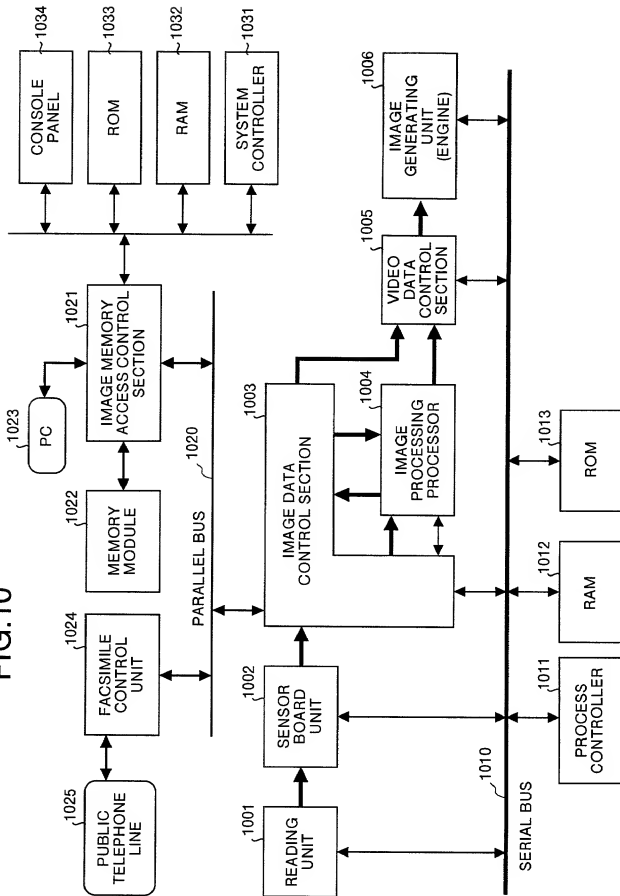 FIG.10
1025
PUBLIC
TELEPHONE
LINE
1024
FACSIMILE
CONTROL
UNIT
1022
MEMORY
MODULE
1023
PC
1021
IMAGE MEMORY
ACCESS CONTROL
SECTION
CONSOLE
PANEL
1034
ROM
1033
RAM
1032
SYSTEM
CONTROLLER
1031
PARALLEL BUS
1020
1001
READING
UNIT
1002
SENSOR
BOARD
UNIT
1003
IMAGE DATA
CONTROL SECTION
1004
IMAGE
PROCESSING
PROCESSOR
1005
VIDEO
DATA
CONTROL
SECTION
1006
IMAGE
GENERATING
UNIT
(ENGINE)
SERIAL BUS
1010
1011
PROCESS
CONTROLLER
1012
RAM
1013
ROM